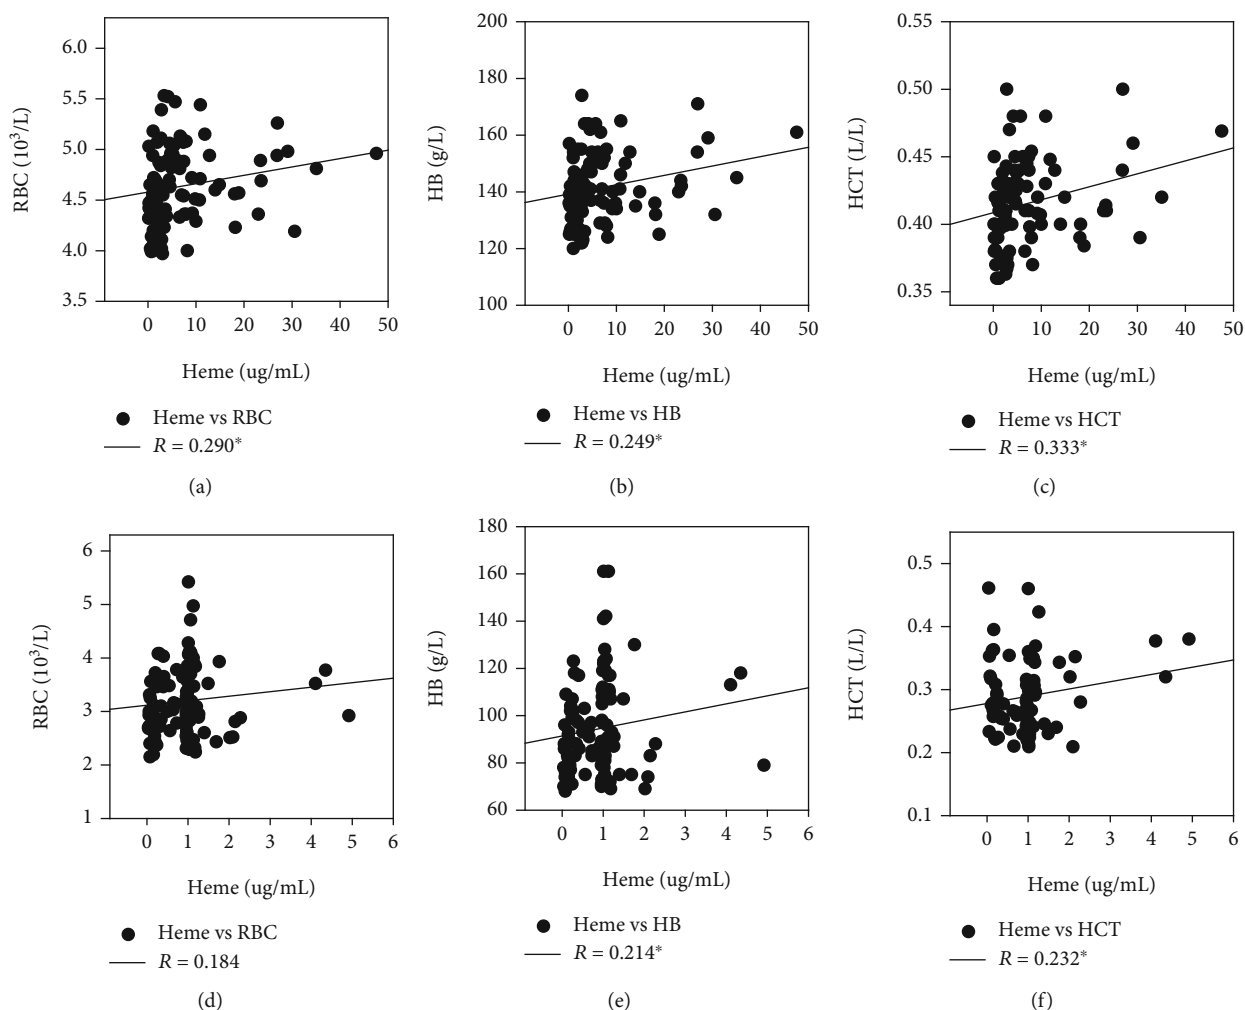 RBC (10³/L)
6.0
5.5
5.0
4.5
4.0
3.5
0 10 20 30 40 50
Heme (ug/mL)
Heme vs RBC
R = 0.290*
(a)
HB (g/L)
200
180
160
140
120
100
0 10 20 30 40 50
Heme (ug/mL)
Heme vs HB
R = 0.249*
(b)
HCT (L/L)
0.55
0.50
0.45
0.40
0.35
0 10 20 30 40 50
Heme (ug/mL)
Heme vs HCT
R = 0.333*
(c)
RBC (10³/L)
6
5
4
3
2
1
0 1 2 3 4 5 6
Heme (ug/mL)
Heme vs RBC
R = 0.184
(d)
HB (g/L)
180
160
140
120
100
80
60
0 1 2 3 4 5 6
Heme (ug/mL)
Heme vs HB
R = 0.214*
(e)
HCT (L/L)
0.5
0.4
0.3
0.2
0.1
0 1 2 3 4 5 6
Heme (ug/mL)
Heme vs HCT
R = 0.232*
(f)